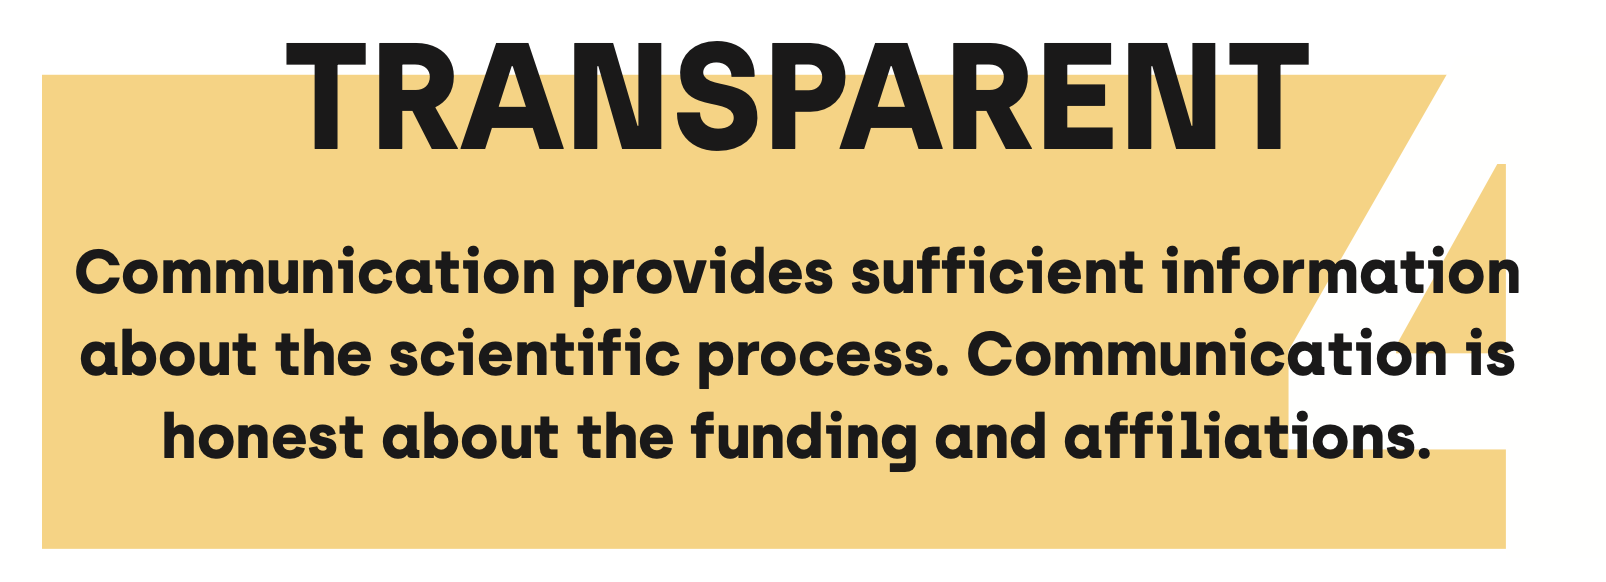 TRANSPARENT
Communication provides sufficient information
about the scientific process. Communication is
honest about the funding and affiliations.